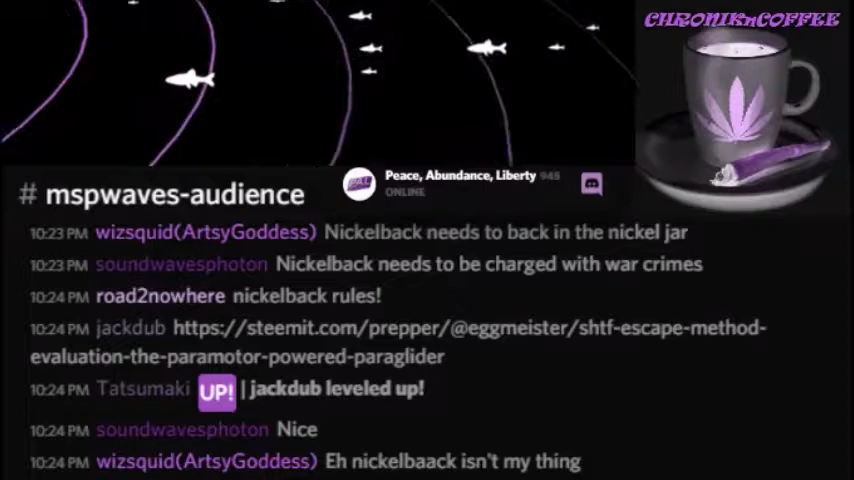 CHRONIKnCOFFEE
Peace, Abundance, Liberty 945
ONLINE
# mspwaves-audience
10:23 PM wizsquid(ArtsyGoddess) Nickelback needs to back in the nickel jar
10:23 PM soundwavesphoton Nickelback needs to be charged with war crimes
10:24 PM road2nowhere nickelback rules!
10:24 PM jackdub https://steemit.com/prepper/@eggmeister/shtf-escape-method-
evaluation-the-paramotor-powered-paraglider
10:24 PM Tatsumaki UP! | jackdub leveled up!
10:24 PM soundwavesphoton Nice
10:24 PM wizsquid(ArtsyGoddess) Eh nickelbaack isn't my thing